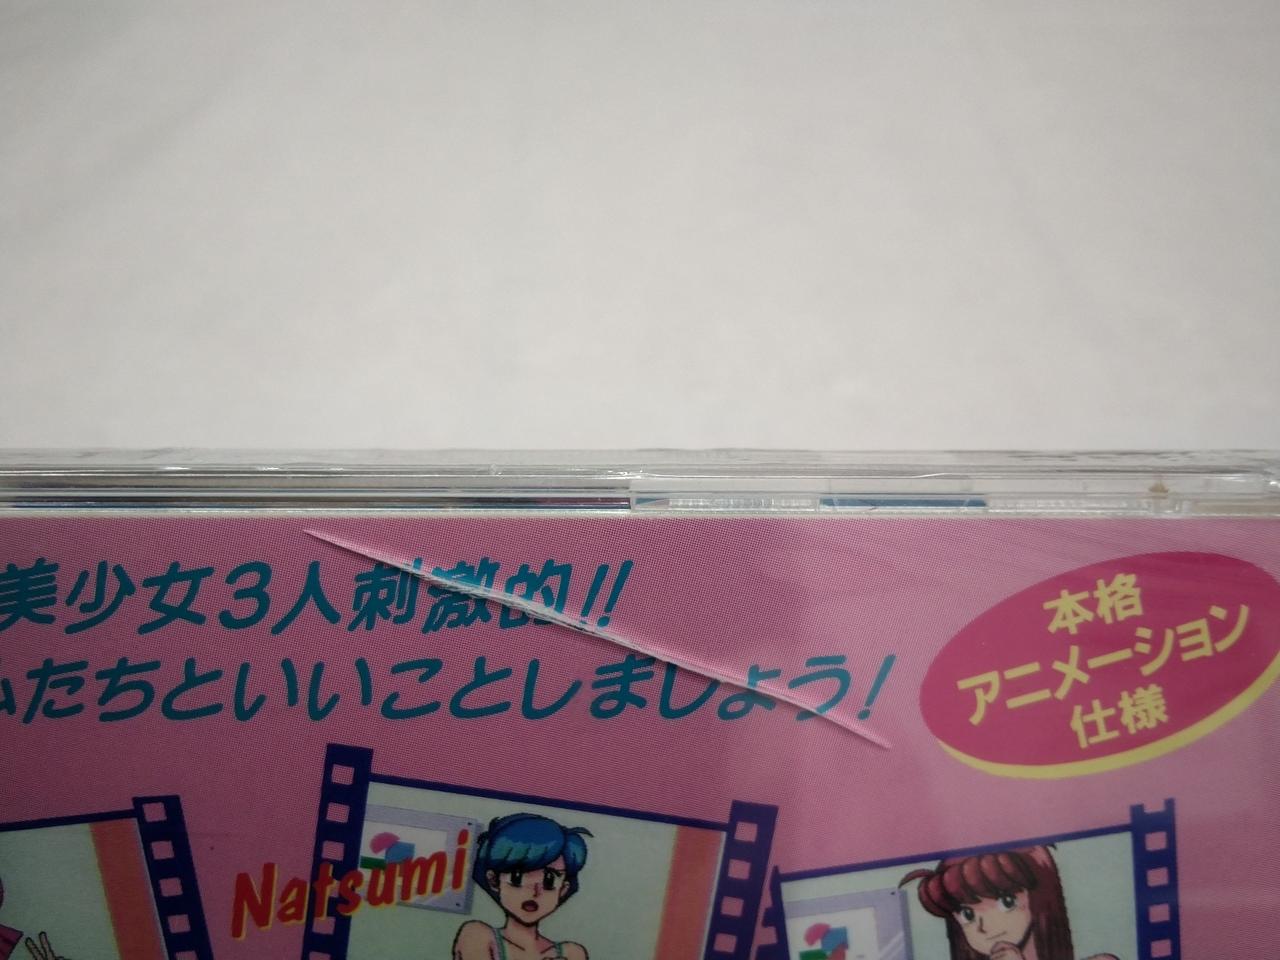 美少女3人刺激的!!
私たちといいことしましょう!
本格
アニメーション
仕様
Natsumi